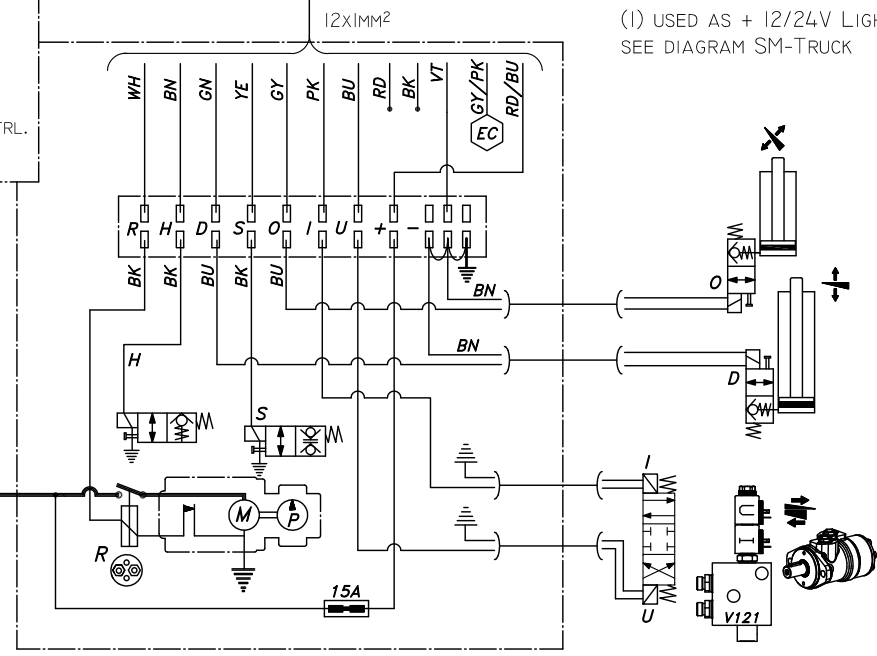 12x1MM²
(1) USED AS + 12/24V
SEE DIAGRAM SM-TRUCK
TRL.
WH BN GN YE GY PK BU RD BK VT GY/PK RD/BU
EC
R H D S O I U + -
BK BK BU BK BU
BN
O
BN
H
D
S
I
M P
R
15A
U
V121